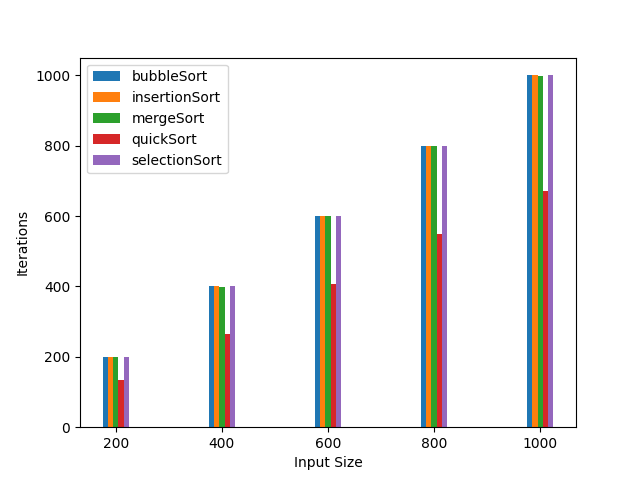 1000
800
600
400
200
0
Iterations
bubbleSort
insertionSort
mergeSort
quickSort
selectionSort
200 400 600 800 1000
Input Size